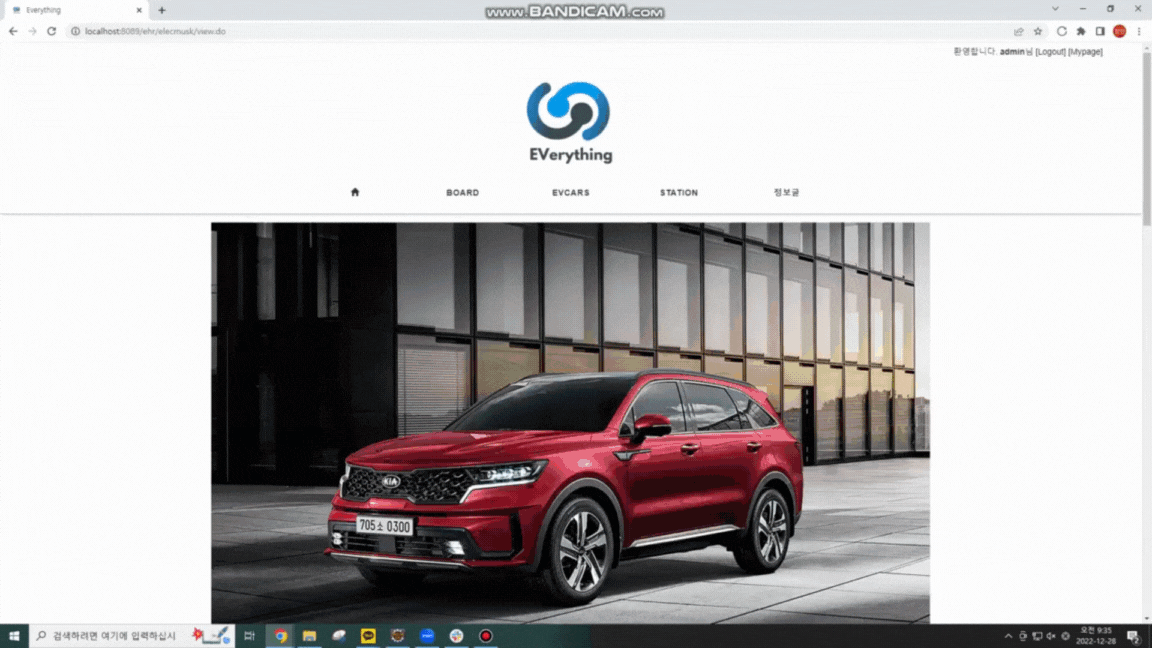 www.BANDICAM.com
Everything
localhost:8089/ehr/elecmusk/view.do
환영합니다. admin님 [Logout] [Mypage]
EVerything
BOARD
EVCARS
STATION
정보글
KIA
705소 0300
검색하려면 여기에 입력하십시
오전 9:35
2022-12-28
2